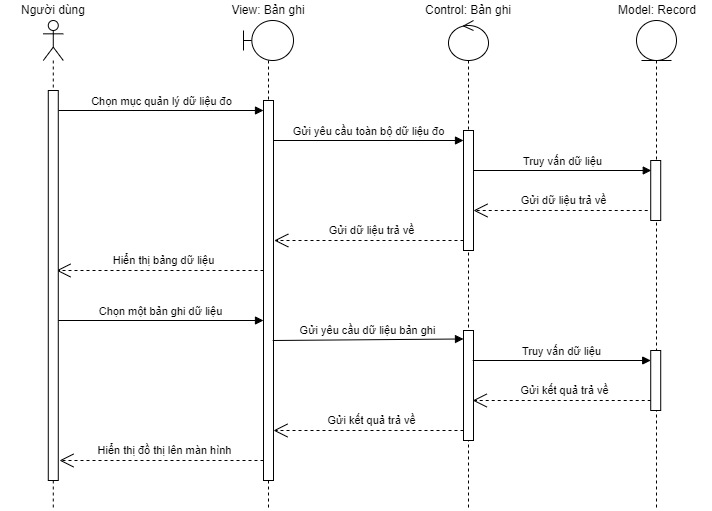 Người dùng
View: Bản ghi
Control: Bản ghi
Model: Record
Chọn mục quản lý dữ liệu đo
Gửi yêu cầu toàn bộ dữ liệu đo
Truy vấn dữ liệu
Gửi dữ liệu trả về
Gửi dữ liệu trả về
Hiển thị bảng dữ liệu
Chọn một bản ghi dữ liệu
Gửi yêu cầu dữ liệu bản ghi
Truy vấn dữ liệu
Gửi kết quả trả về
Gửi kết quả trả về
Hiển thị đồ thị lên màn hình